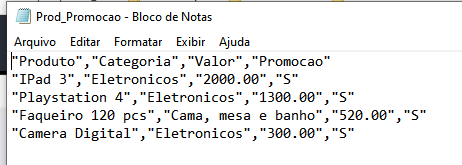 Prod_Promocao - Bloco de Notas
Arquivo Editar Formatar Exibir Ajuda
"Produto","Categoria","Valor","Promocao"
"IPad 3","Eletronicos","2000.00","S"
"Playstation 4","Eletronicos","1300.00","S"
"Faqueiro 120 pcs","Cama, mesa e banho","520.00","S"
"Camera Digital","Eletronicos","300.00","S"